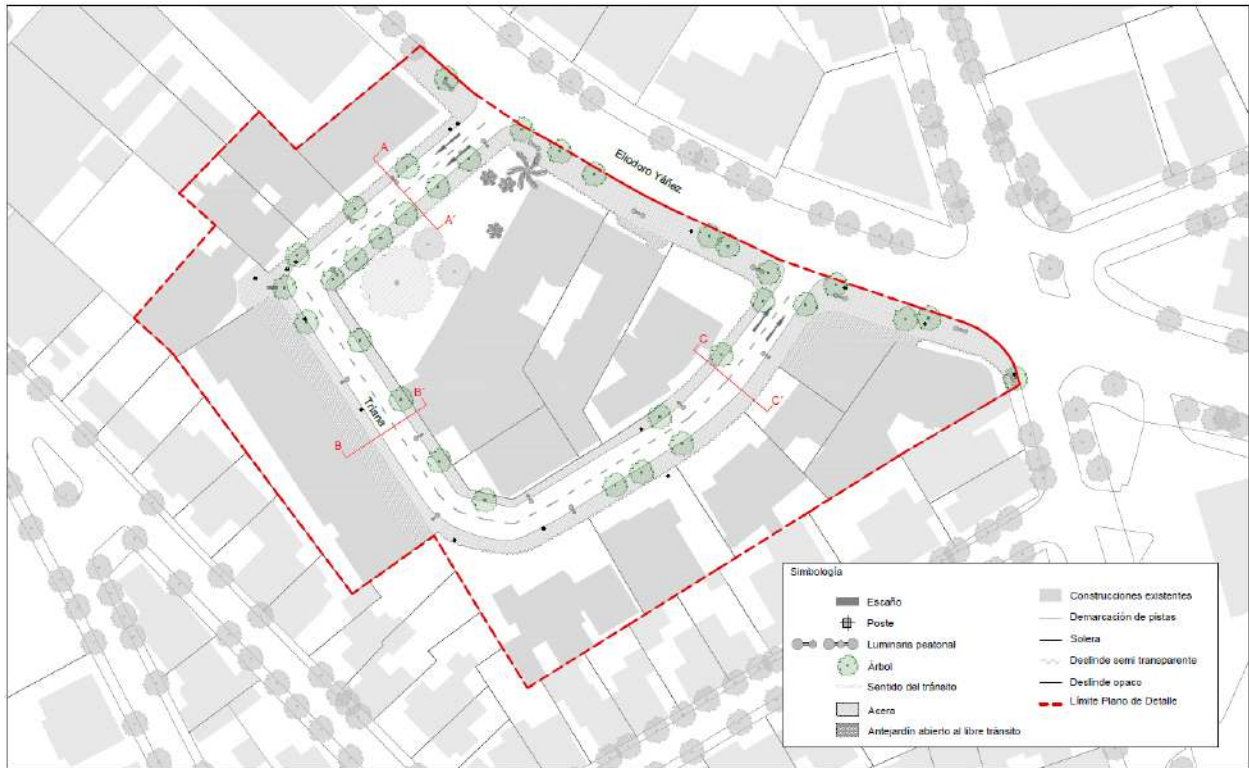 A
A´
Eliodoro Yáñez
B´
B
Triana
C
C´
Simbología
Escaño
Poste
Luminaria peatonal
Árbol
Sentido del tránsito
Acera
Antejardín abierto al libre tránsito
Construcciones existentes
Demarcación de pistas
Solera
Deslinde semi transparente
Deslinde opaco
Límite Plano de Detalle